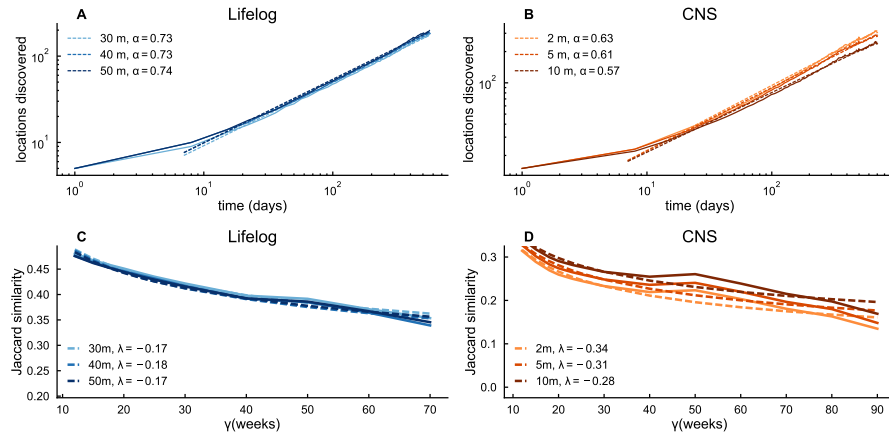 A Lifelog
30 m, α=0.73
40 m, α=0.73
50 m, α=0.74
locations discovered
10²
10¹
10⁰ 10¹ 10²
time (days)
B CNS
2 m, α=0.63
5 m, α=0.61
10 m, α=0.57
locations discovered
10²
10⁰ 10¹ 10²
time (days)
C Lifelog
Jaccard similarity
0.45
0.40
0.35
0.30
0.25
0.20
30m, λ=−0.17
40m, λ=−0.18
50m, λ=−0.17
10 20 30 40 50 60 70
γ(weeks)
D CNS
Jaccard similarity
0.3
0.2
0.1
0.0
2m, λ=−0.34
5m, λ=−0.31
10m, λ=−0.28
10 20 30 40 50 60 70 80 90
γ(weeks)